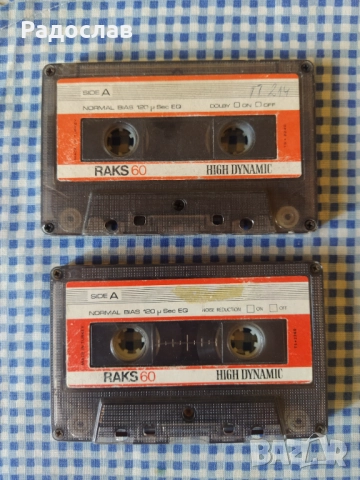 Радослав
SIDE A
NORMAL BIAS 120 µ Sec EQ DOLBY ON OFF
RAKS 60 HIGH DYNAMIC
SIDE A
NORMAL BIAS 120 µ Sec EQ NOISE REDUCTION ON OFF
RAKS 60 HIGH DYNAMIC
BAZAR